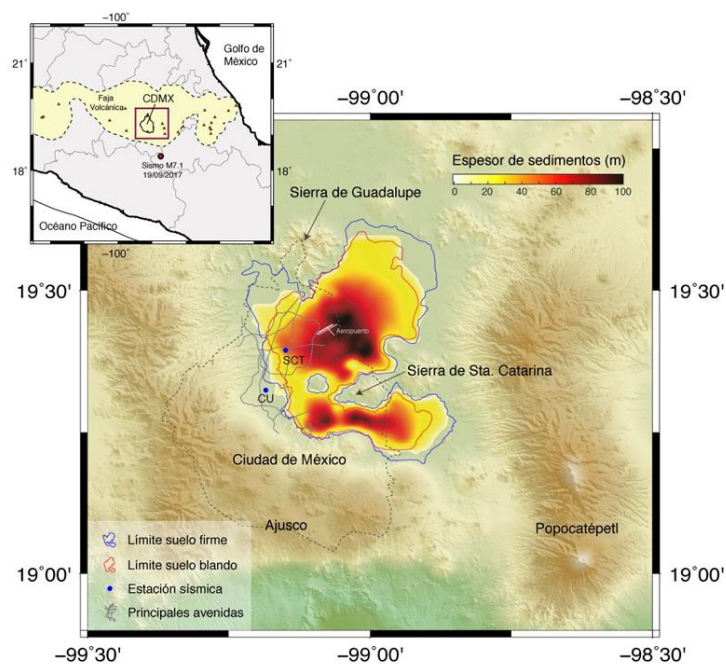 −100°
Golfo de
México
21°
21°
Faja
Volcánica
CDMX
18°
18°
Sismo M7.1
19/09/2017
Océano Pacífico
−100°
−99˚00'
−98˚30'
Espesor de sedimentos (m)
0 20 40 60 80 100
Sierra de Guadalupe
19˚30'
19˚30'
Aeropuerto
SCT
Sierra de Sta. Catarina
CU
Ciudad de México
Ajusco
Popocatépetl
Límite suelo firme
Límite suelo blando
Estación sísmica
Principales avenidas
19˚00'
19˚00'
−99˚30'
−99˚00'
−98˚30'